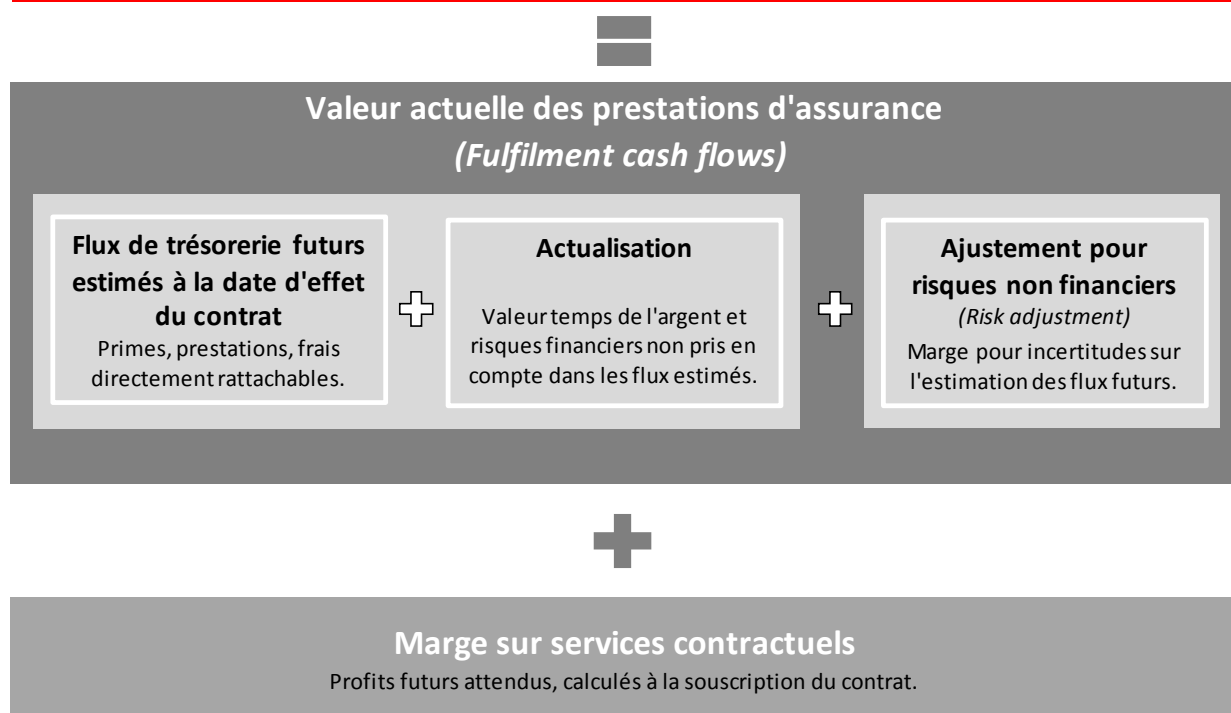 Valeur actuelle des prestations d'assurance
(Fulfilment cash flows)
Flux de trésorerie futurs
estimés à la date d'effet
du contrat
Primes, prestations, frais
directement rattachables.
Actualisation
Valeur temps de l'argent et
risques financiers non pris en
compte dans les flux estimés.
Ajustement pour
risques non financiers
(Risk adjustment)
Marge pour incertitudes sur
l'estimation des flux futurs.
Marge sur services contractuels
Profits futurs attendus, calculés à la souscription du contrat.